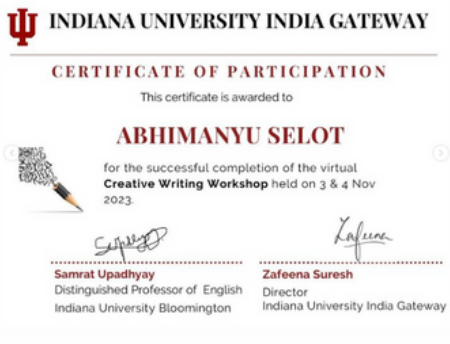 INDIANA UNIVERSITY INDIA GATEWAY
CERTIFICATE OF PARTICIPATION
This certificate is awarded to
ABHIMANYU SELOT
for the successful completion of the virtual
Creative Writing Workshop held on 3 & 4 Nov
2023.
Zafeena
Samrat Upadhyay
Distinguished Professor of English
Indiana University Bloomington
Zafeena Suresh
Director
Indiana University India Gateway